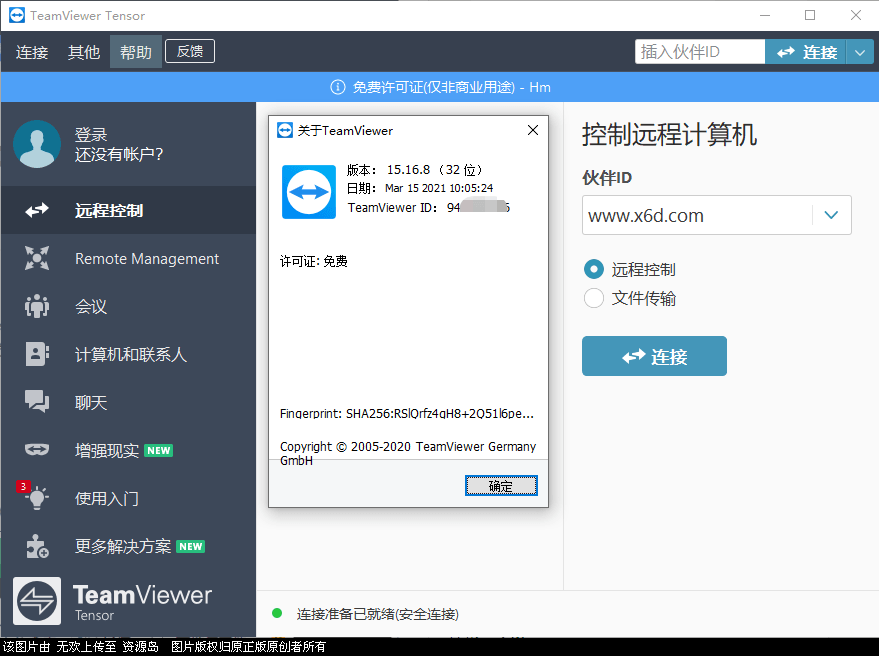 TeamViewer Tensor
连接 其他 帮助 反馈
插入伙伴ID 连接
免费许可证(仅非商业用途) - Hm
登录
还没有帐户?
远程控制
Remote Management
会议
计算机和联系人
聊天
增强现实 NEW
3
使用入门
更多解决方案 NEW
TeamViewer
Tensor
关于TeamViewer
版本: 15.16.8 (32 位)
日期: Mar 15 2021 10:05:24
TeamViewer ID: 94
许可证: 免费
Fingerprint: SHA256:RSlQrfz4qH8+2Q51l6pe...
Copyright © 2005-2020 TeamViewer Germany
GmbH
确定
控制远程计算机
伙伴ID
www.x6d.com
远程控制
文件传输
连接
连接准备已就绪(安全连接)
该图片由 无欢上传至 资源岛 图片版权归原正版原创者所有